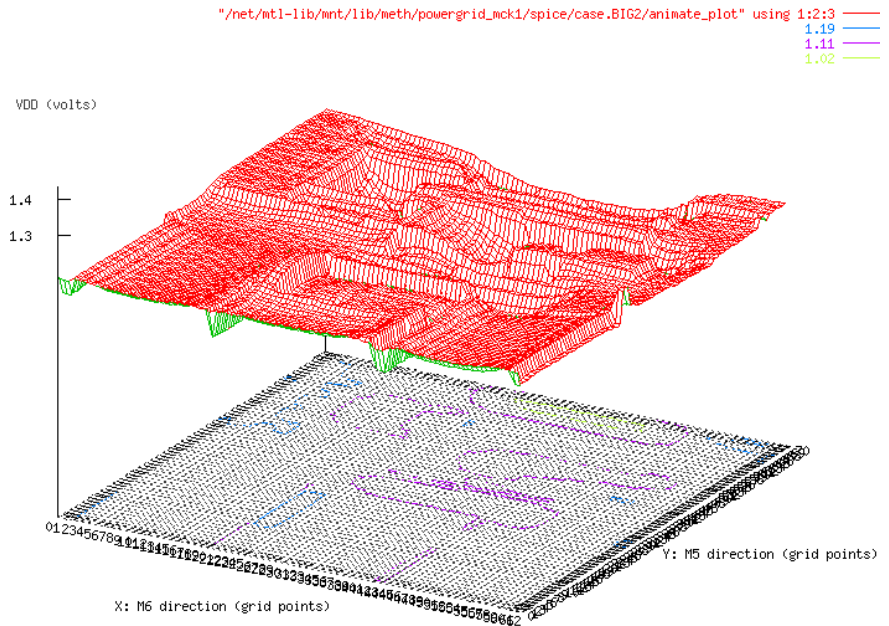 "/net/mtl-lib/mnt/lib/meth/powergrid_mck1/spice/case.BIG2/animate_plot" using 1:2:3
1.19
1.11
1.02
VDD (volts)
1.4
1.3
Y: M5 direction (grid points)
X: M6 direction (grid points)